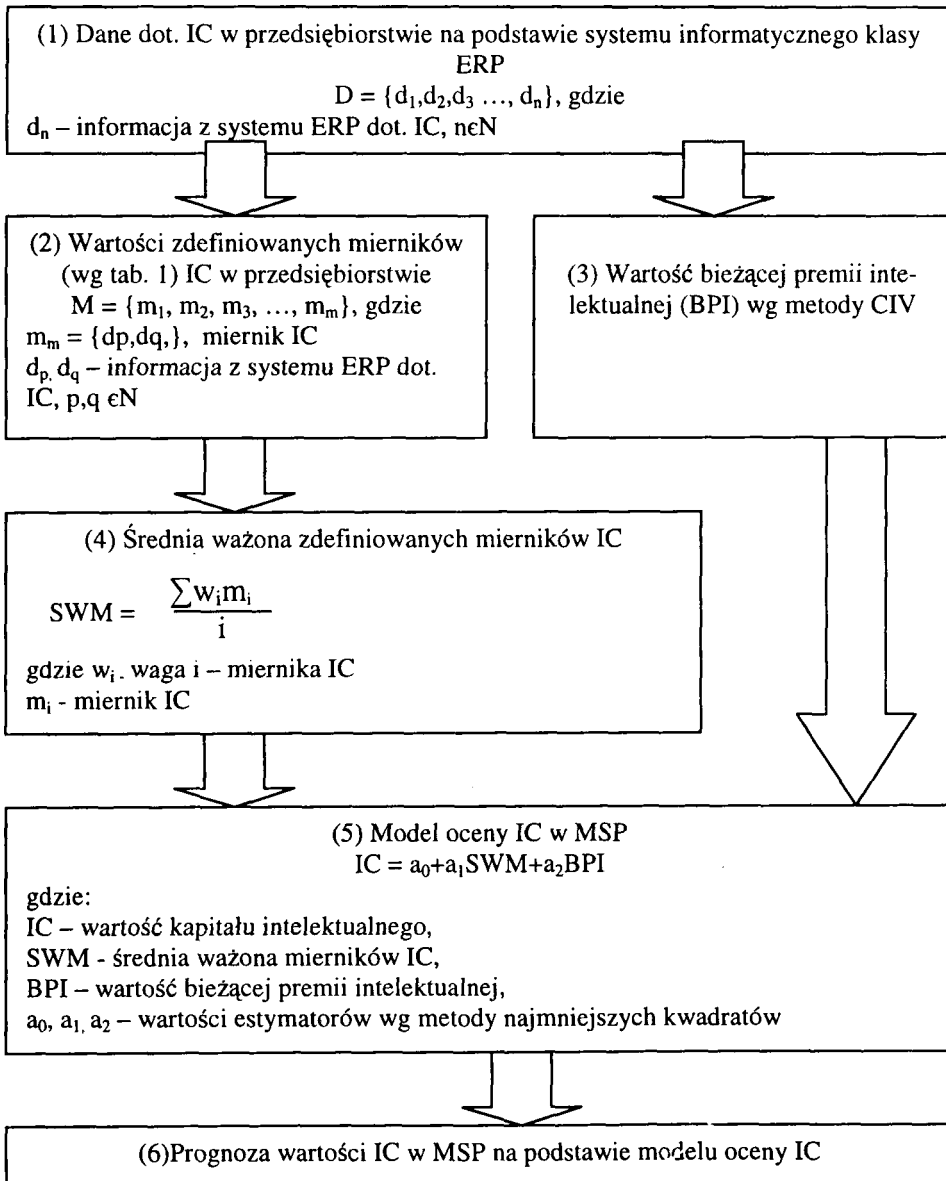 (1) Dane dot. IC w przedsiębiorstwie na podstawie systemu informatycznego klasy
ERP
D = {d₁,d₂,d₃ …, dₙ}, gdzie
dₙ – informacja z systemu ERP dot. IC, nϵN
(2) Wartości zdefiniowanych mierników
(wg tab. 1) IC w przedsiębiorstwie
M = {m₁, m₂, m₃, …, mₘ}, gdzie
mₘ = {dp,dq,}, miernik IC
d_p, d_q – informacja z systemu ERP dot.
IC, p,q ϵN
(3) Wartość bieżącej premii inte-
lektualnej (BPI) wg metody CIV
(4) Średnia ważona zdefiniowanych mierników IC
SWM = ∑wᵢmᵢ
i
gdzie wᵢ - waga i – miernika IC
mᵢ - miernik IC
(5) Model oceny IC w MSP
IC = a₀+a₁SWM+a₂BPI
gdzie:
IC – wartość kapitału intelektualnego,
SWM - średnia ważona mierników IC,
BPI – wartość bieżącej premii intelektualnej,
a₀, a₁, a₂ – wartości estymatorów wg metody najmniejszych kwadratów
(6)Prognoza wartości IC w MSP na podstawie modelu oceny IC